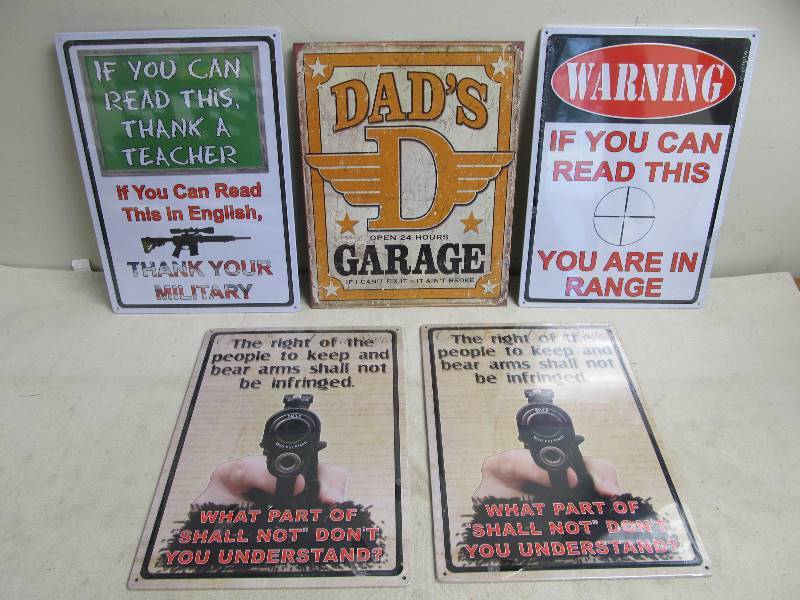 IF YOU CAN
READ THIS,
THANK A
TEACHER
If You Can Read
This In English,
THANK YOUR
MILITARY
DAD'S
D
OPEN 24 HOURS
GARAGE
IF I CAN'T FIX IT - IT AIN'T BROKE
WARNING
IF YOU CAN
READ THIS
YOU ARE IN
RANGE
The right of the
people to keep and
bear arms shall not
be infringed.
WHAT PART OF
"SHALL NOT" DON'T
YOU UNDERSTAND?
The right of the
people to keep and
bear arms shall not
be infringed.
WHAT PART OF
"SHALL NOT" DON'T
YOU UNDERSTAND?